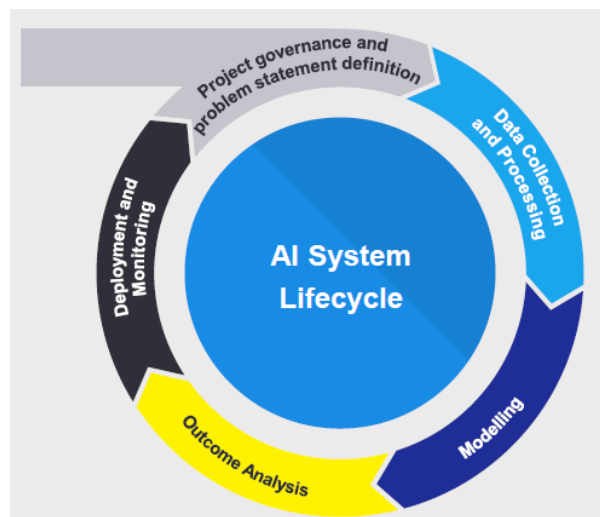 Project governance and
problem statement definition
Data Collection
and Processing
Modelling
Outcome Analysis
Deployment and
Monitoring
AI System
Lifecycle